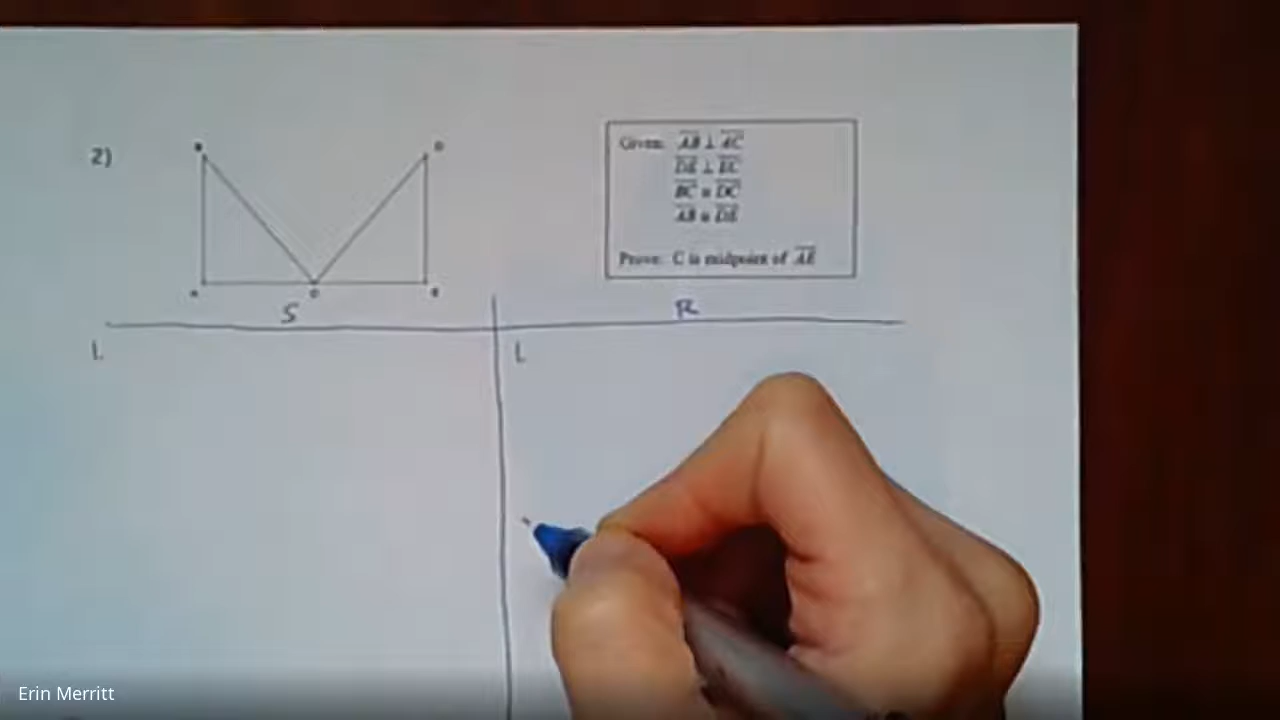 2)
Given: AB ⊥ AC
DE ⊥ EC
BC ≅ DC
AB ≅ DE
Prove: C is midpoint of AE
S
R
1.
1.
Erin Merritt